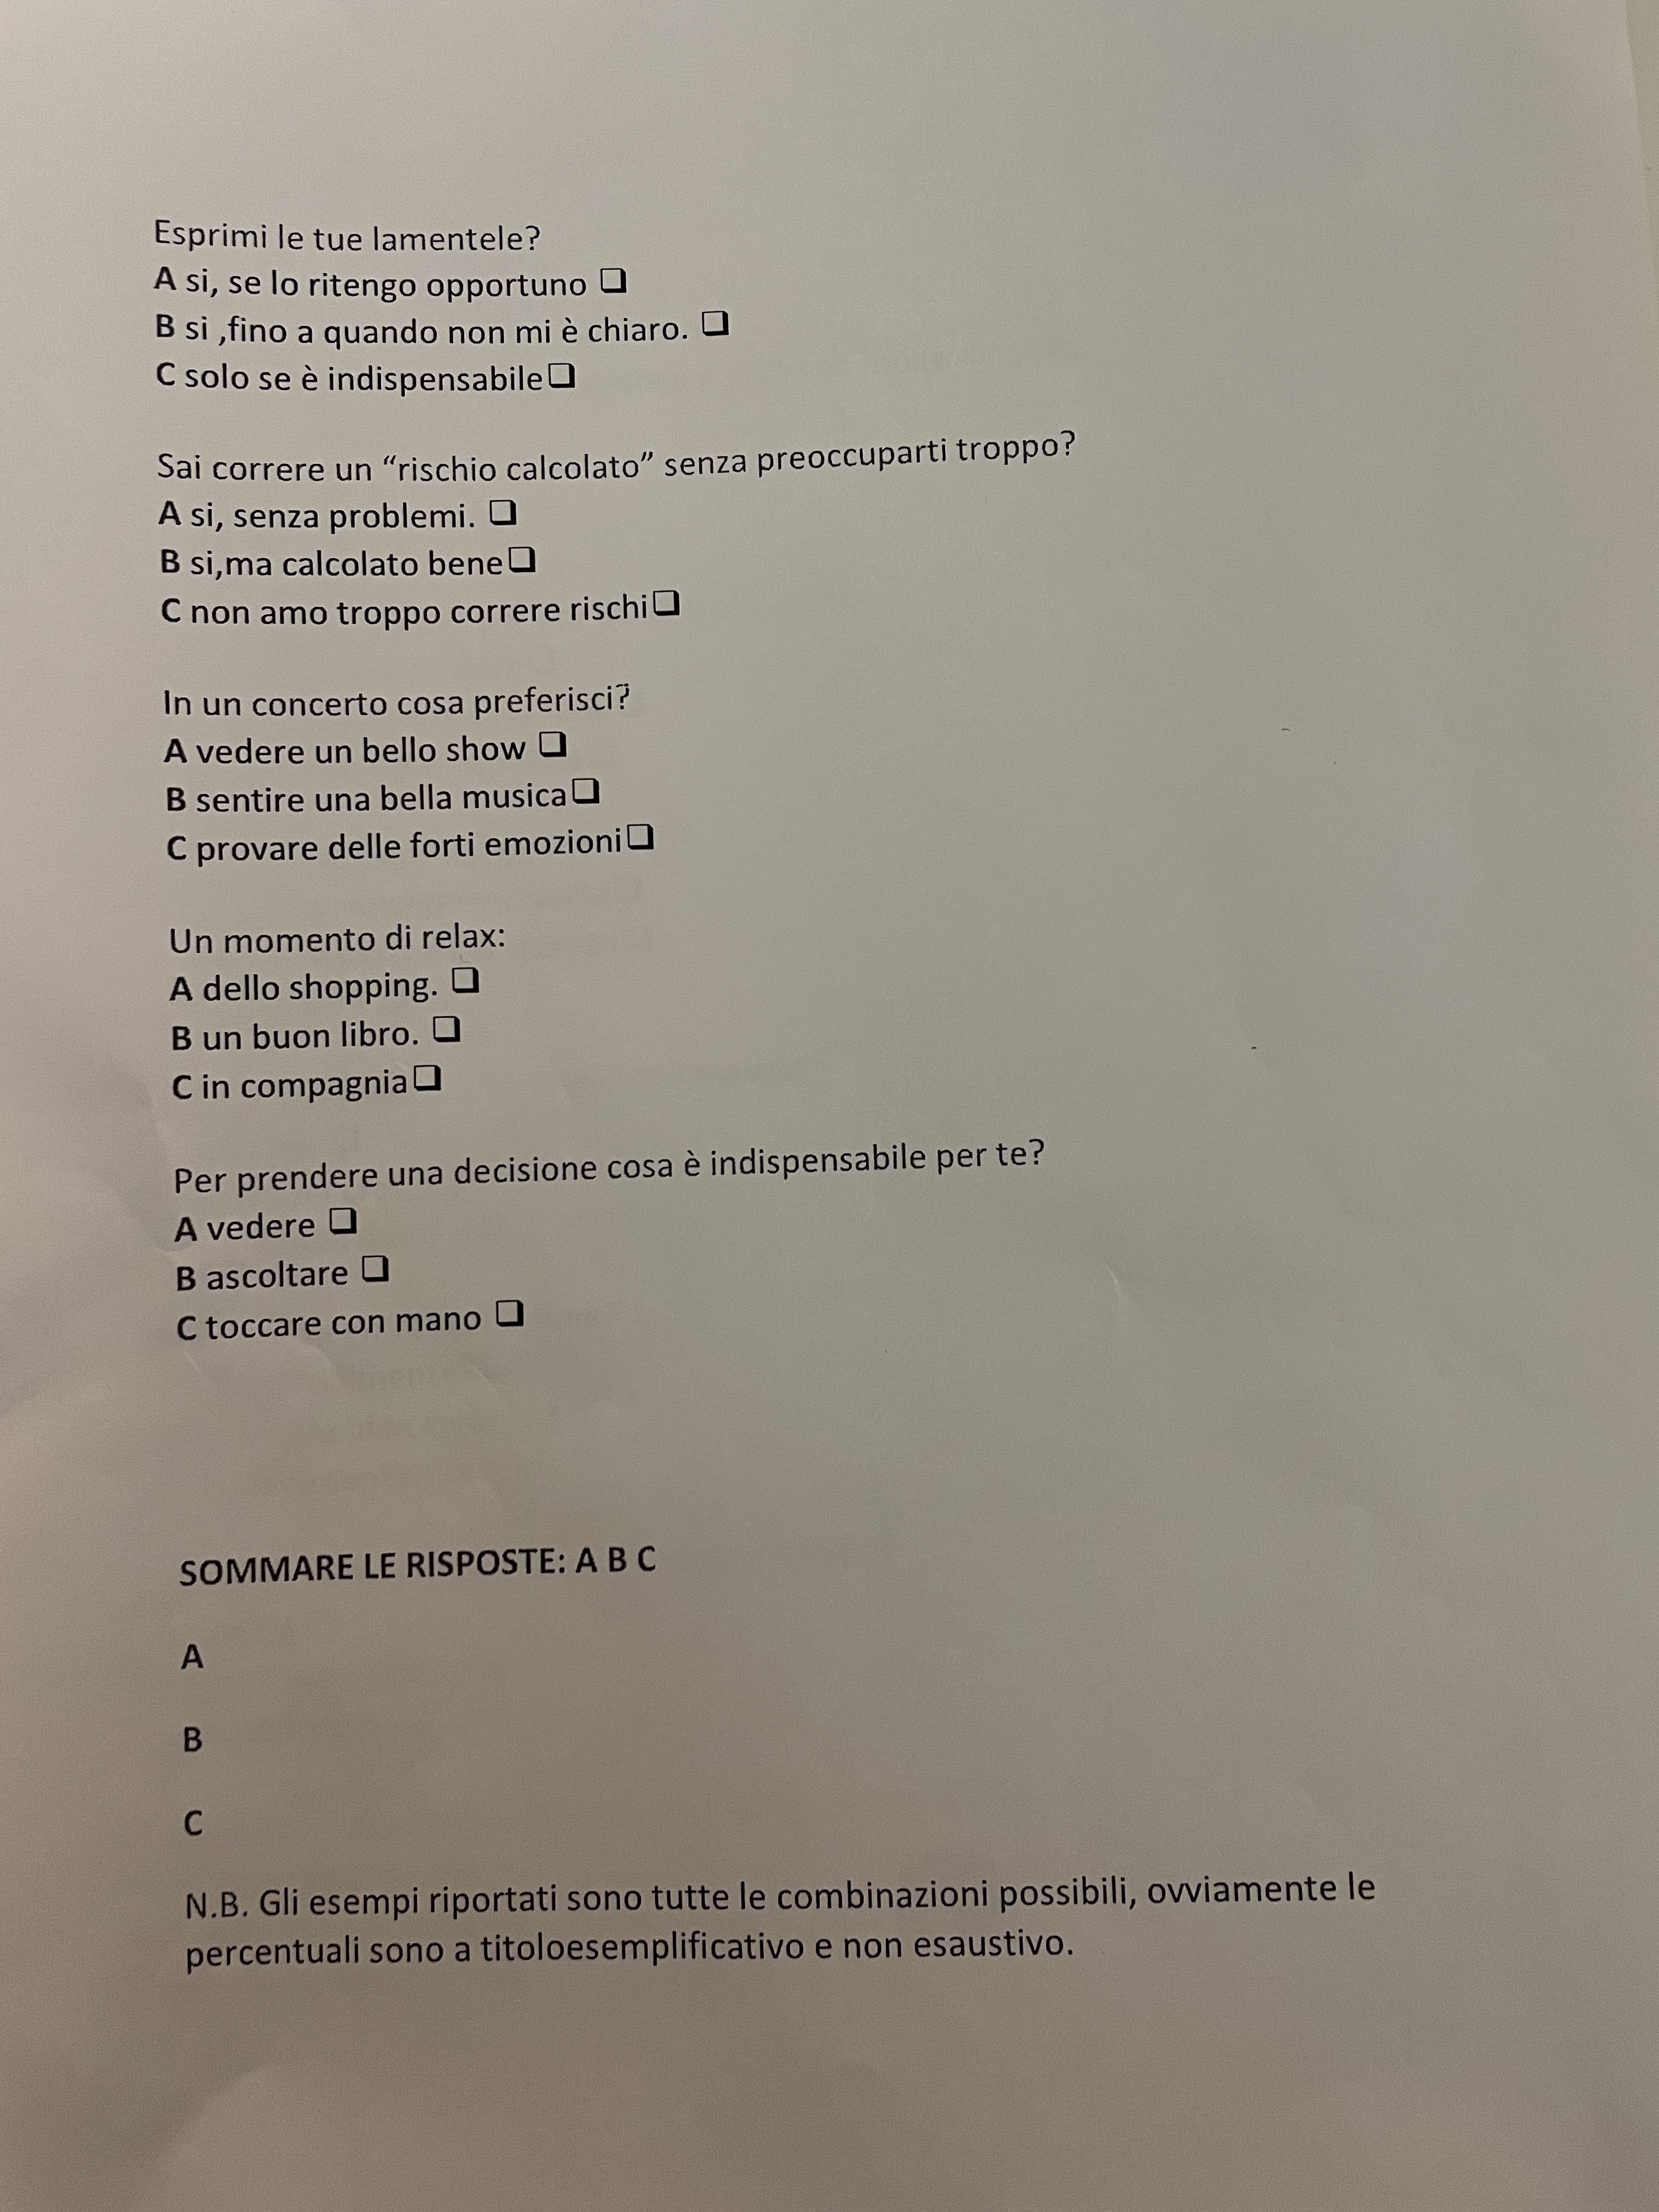 Esprimi le tue lamentele?
A si, se lo ritengo opportuno ❑
B si ,fino a quando non mi è chiaro. ❑
C solo se è indispensabile❑
Sai correre un “rischio calcolato” senza preoccuparti troppo?
A si, senza problemi. ❑
B si,ma calcolato bene❑
C non amo troppo correre rischi❑
In un concerto cosa preferisci?
A vedere un bello show ❑
B sentire una bella musica❑
C provare delle forti emozioni❑
Un momento di relax:
A dello shopping. ❑
B un buon libro. ❑
C in compagnia❑
Per prendere una decisione cosa è indispensabile per te?
A vedere ❑
B ascoltare ❑
C toccare con mano ❑
SOMMARE LE RISPOSTE: A B C
A
B
C
N.B. Gli esempi riportati sono tutte le combinazioni possibili, ovviamente le
percentuali sono a titoloesemplificativo e non esaustivo.